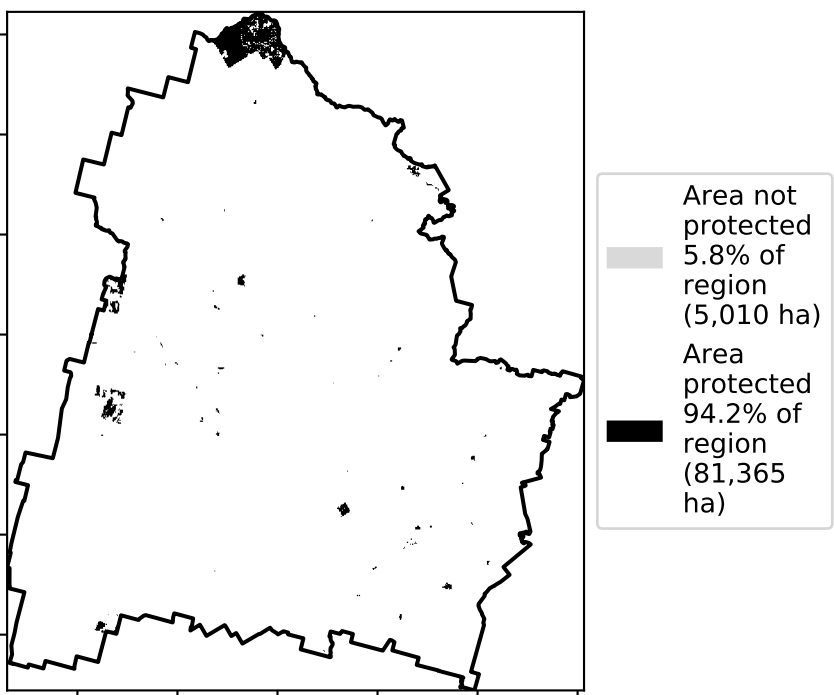 Area not
protected
5.8% of
region
(5,010 ha)
Area
protected
94.2% of
region
(81,365
ha)